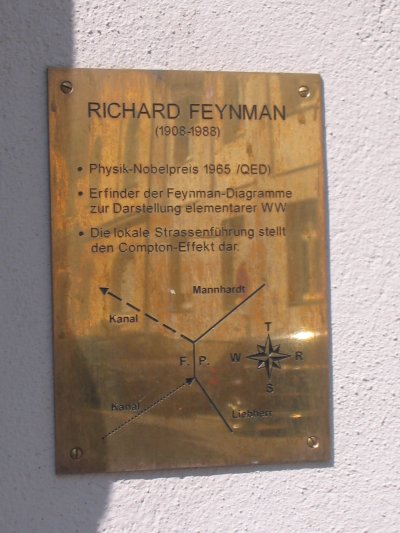 RICHARD FEYNMAN
(1908-1988)
• Physik-Nobelpreis 1965 /QED)
• Erfinder der Feynman-Diagramme
zur Darstellung elementarer WW
• Die lokale Strassenführung stellt
den Compton-Effekt dar.
Mannhardt
Kanal
T
F. P.
W R
S
Kanal
Liebherr